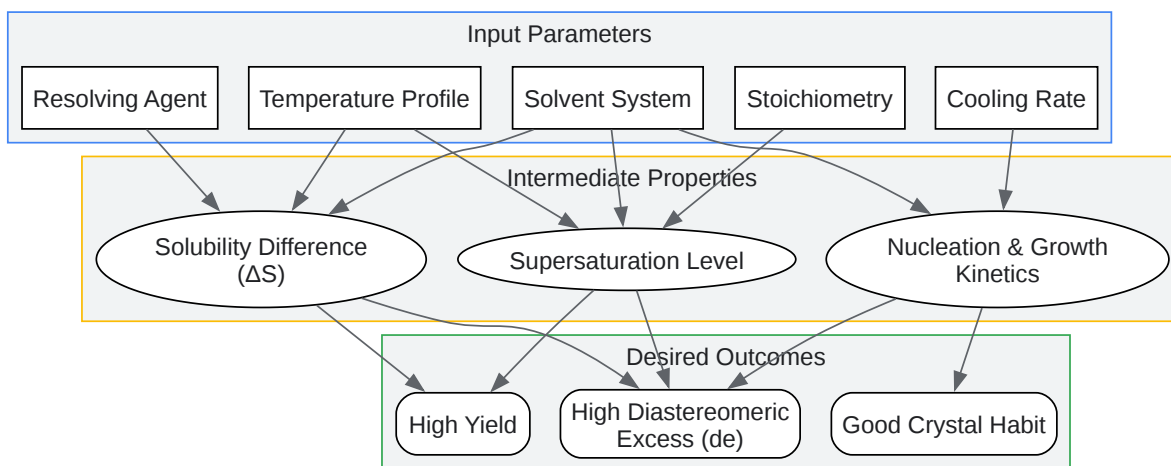 Input Parameters
Resolving Agent
Temperature Profile
Solvent System
Stoichiometry
Cooling Rate
Intermediate Properties
Solubility Difference
(ΔS)
Supersaturation Level
Nucleation & Growth
Kinetics
Desired Outcomes
High Yield
High Diastereomeric
Excess (de)
Good Crystal Habit